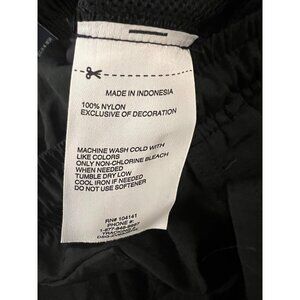 MADE IN INDONESIA
100% NYLON
EXCLUSIVE OF DECORATION
MACHINE WASH COLD WITH
LIKE COLORS
ONLY NON-CHLORINE BLEACH
WHEN NEEDED
TUMBLE DRY LOW
COOL IRON IF NEEDED
DO NOT USE SOFTENER
RN# 104141
PHONE #: